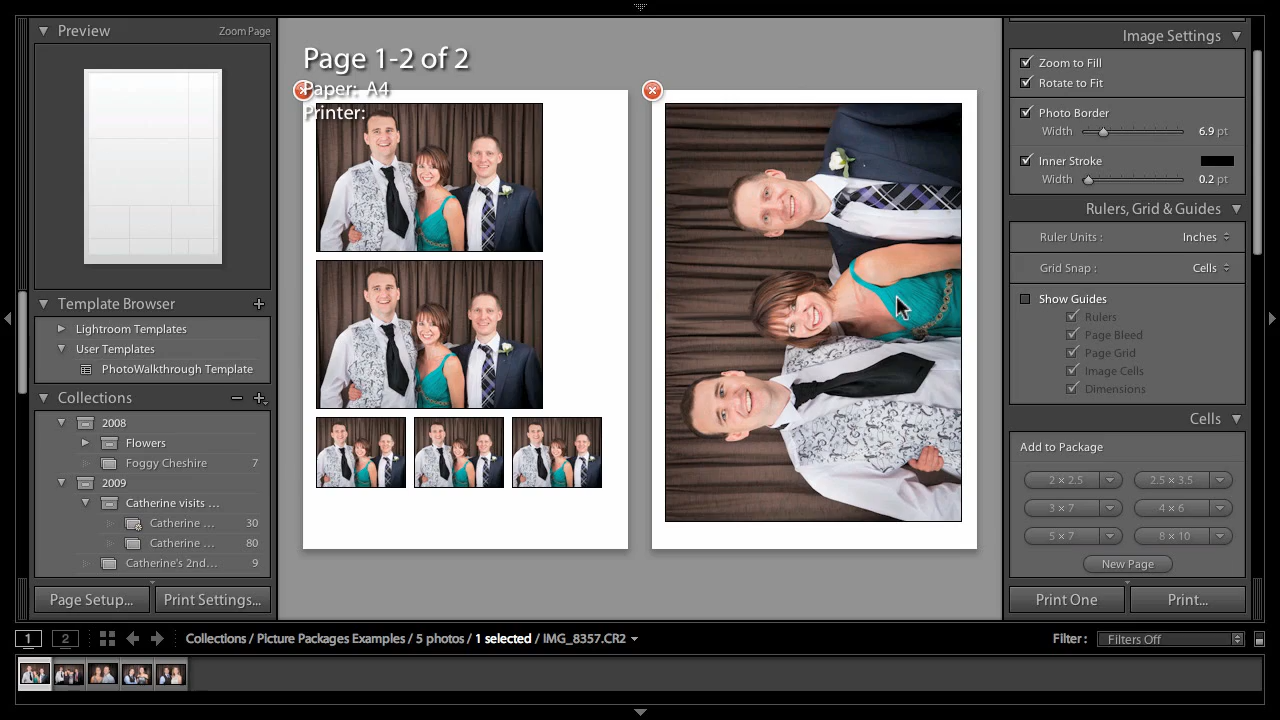 Preview Zoom Page
Template Browser
Lightroom Templates
User Templates
PhotoWalkthrough Template
Collections
2008
Flowers
Foggy Cheshire 7
2009
Catherine visits ...
Catherine ... 30
Catherine ... 80
Catherine's 2nd... 9
Page Setup... Print Settings...
Page 1-2 of 2
Paper: A4
Printer:
Image Settings
Zoom to Fill
Rotate to Fit
Photo Border
Width 6.9 pt
Inner Stroke
Width 0.2 pt
Rulers, Grid & Guides
Ruler Units : Inches
Grid Snap : Cells
Show Guides
Rulers
Page Bleed
Page Grid
Image Cells
Dimensions
Cells
Add to Package
2 × 2.5 2.5 × 3.5
3 × 7 4 × 6
5 × 7 8 × 10
New Page
Print One Print...
1 2 Collections / Picture Packages Examples / 5 photos / 1 selected / IMG_8357.CR2 Filter : Filters Off